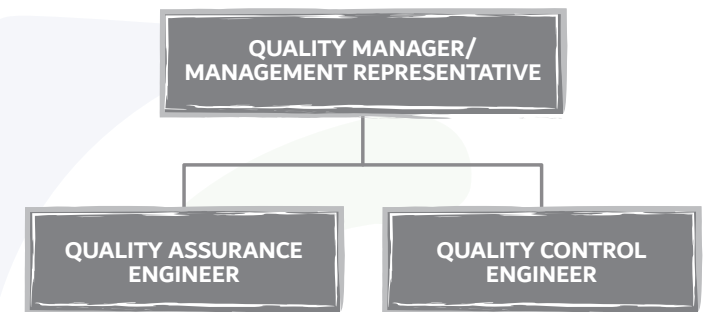 QUALITY MANAGER/
MANAGEMENT REPRESENTATIVE
QUALITY ASSURANCE
ENGINEER
QUALITY CONTROL
ENGINEER